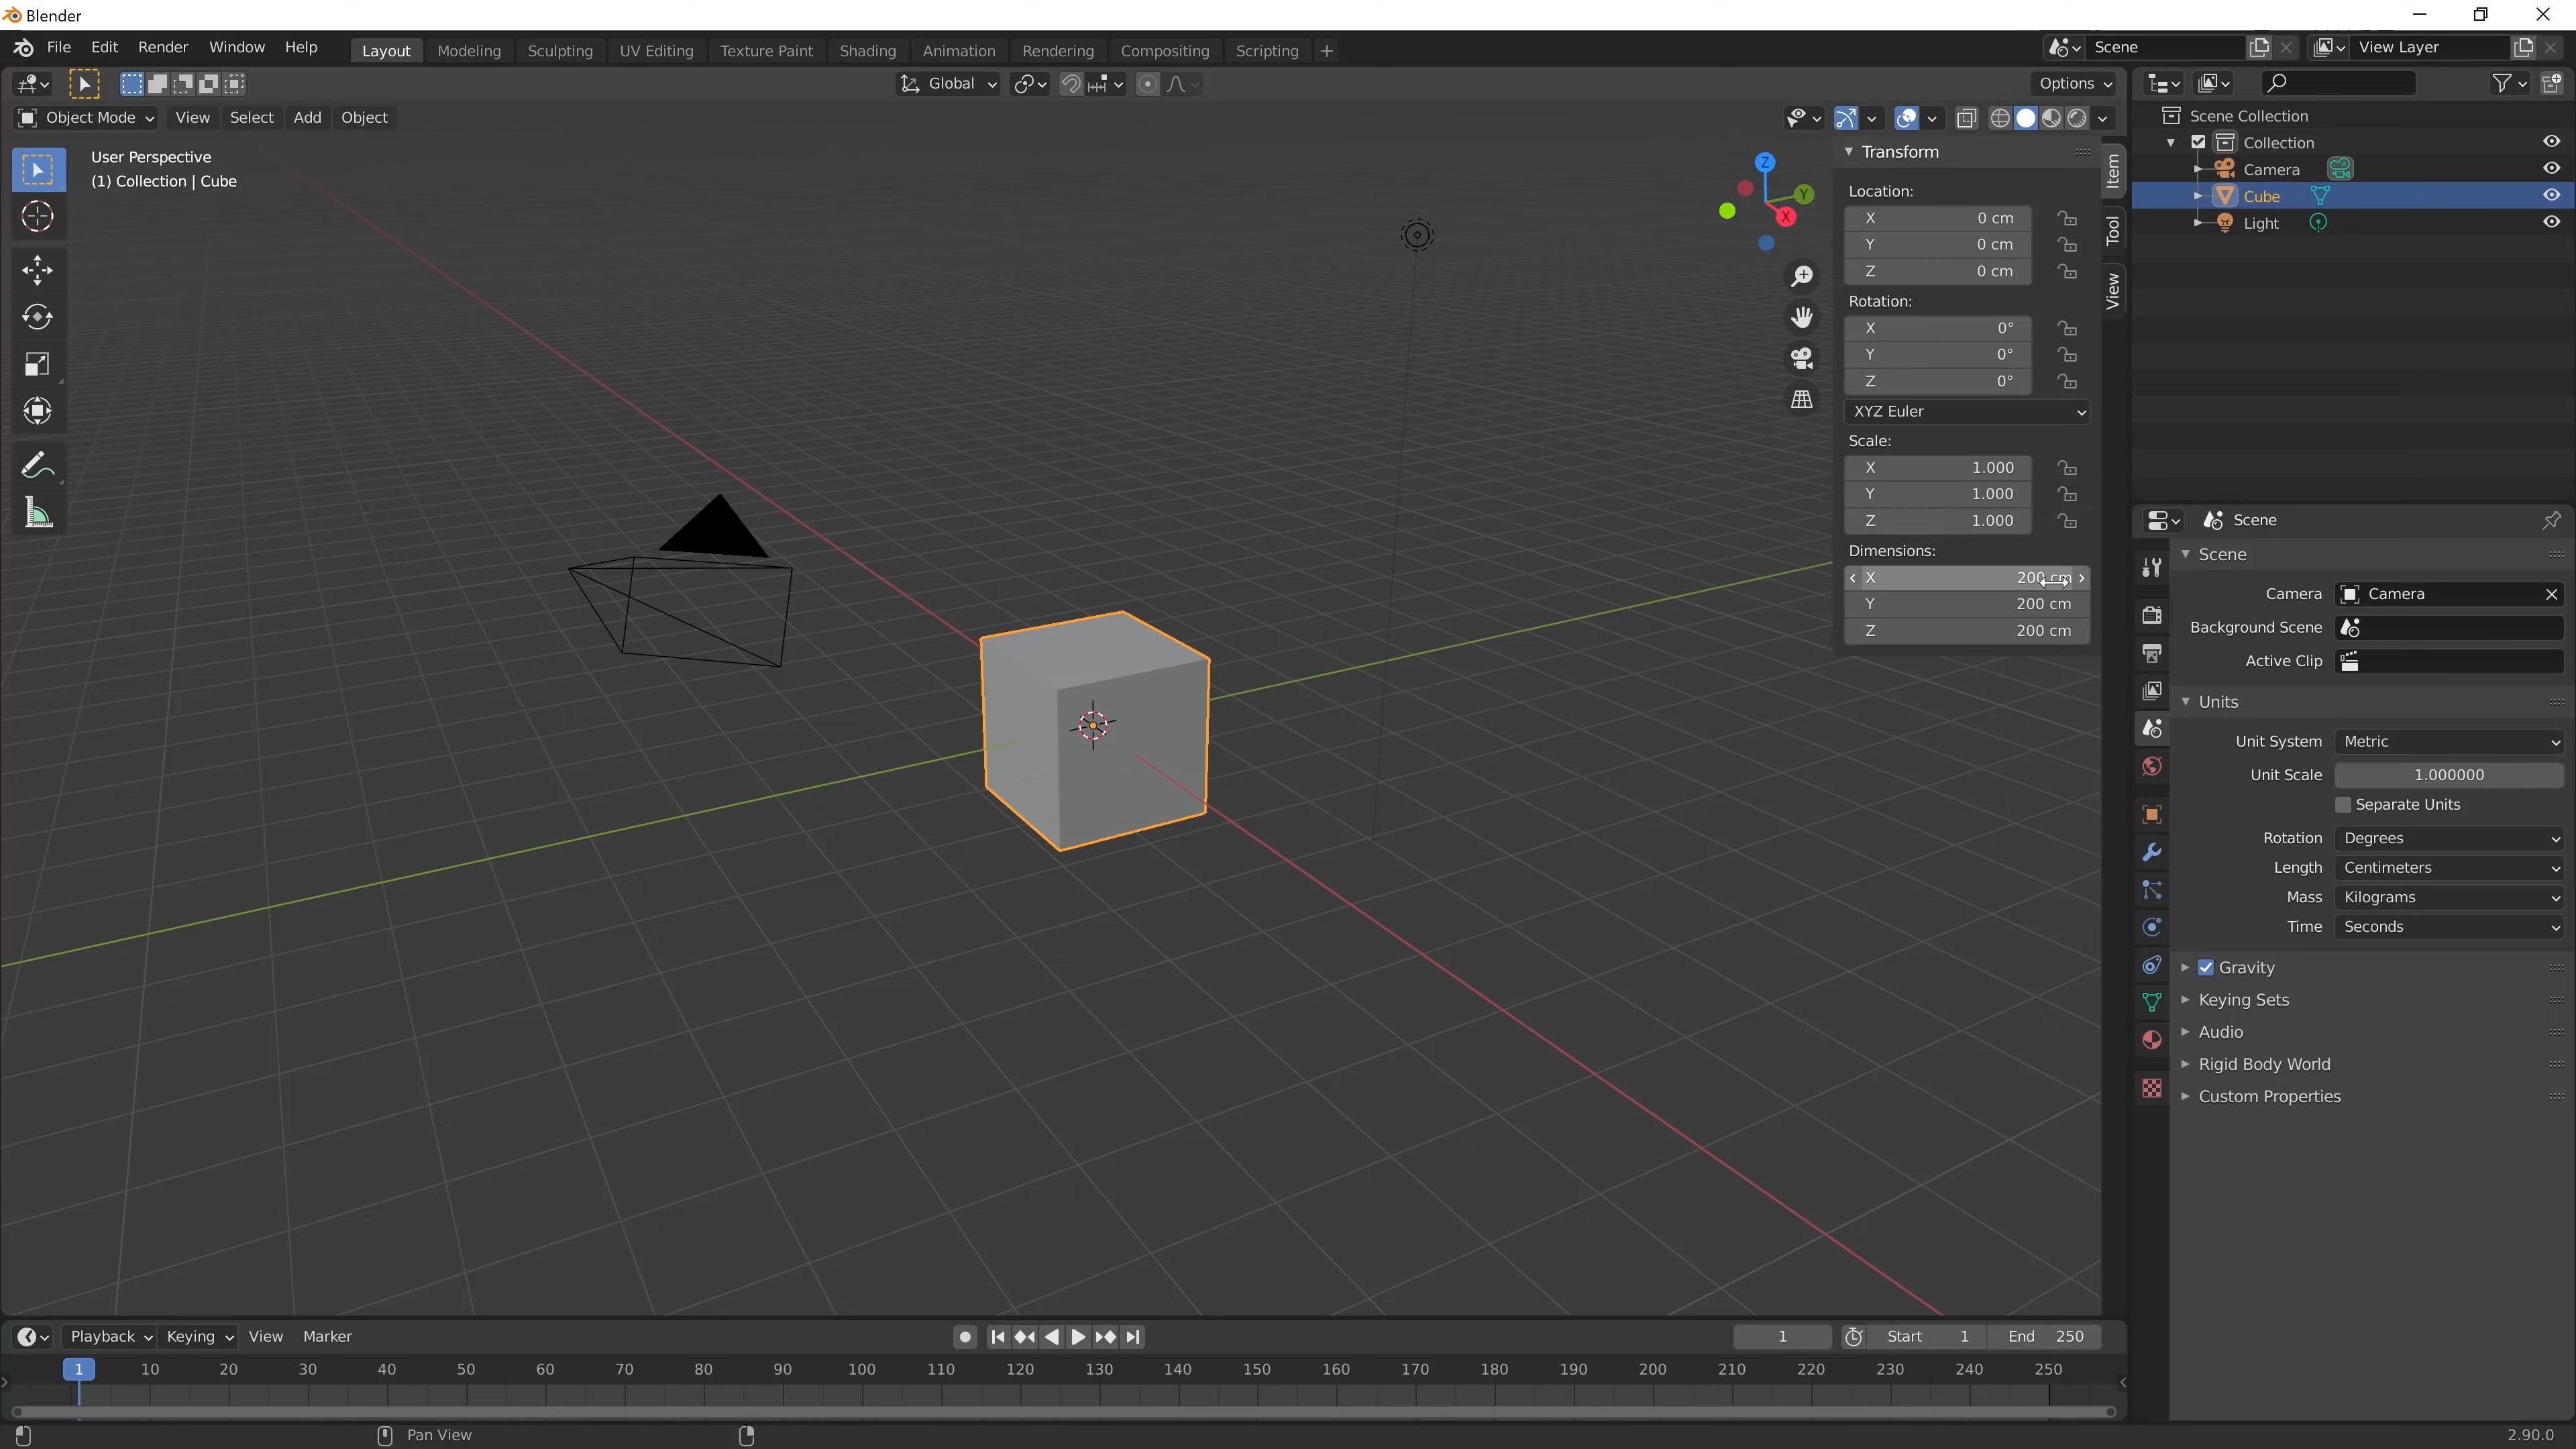 Blender
File Edit Render Window Help Layout Modeling Sculpting UV Editing Texture Paint Shading Animation Rendering Compositing Scripting + Scene View Layer
Global Options
Object Mode View Select Add Object
User Perspective
(1) Collection | Cube
Z
Y
X
Transform
Location:
X 0 cm
Y 0 cm
Z 0 cm
Rotation:
X 0°
Y 0°
Z 0°
XYZ Euler
Scale:
X 1.000
Y 1.000
Z 1.000
Dimensions:
X 200 cm
Y 200 cm
Z 200 cm
Item
Tool
View
Scene Collection
Collection
Camera
Cube
Light
Scene
Scene
Camera Camera
Background Scene
Active Clip
Units
Unit System Metric
Unit Scale 1.000000
Separate Units
Rotation Degrees
Length Centimeters
Mass Kilograms
Time Seconds
Gravity
Keying Sets
Audio
Rigid Body World
Custom Properties
Playback Keying View Marker 1 Start 1 End 250
1 10 20 30 40 50 60 70 80 90 100 110 120 130 140 150 160 170 180 190 200 210 220 230 240 250
Pan View 2.90.0